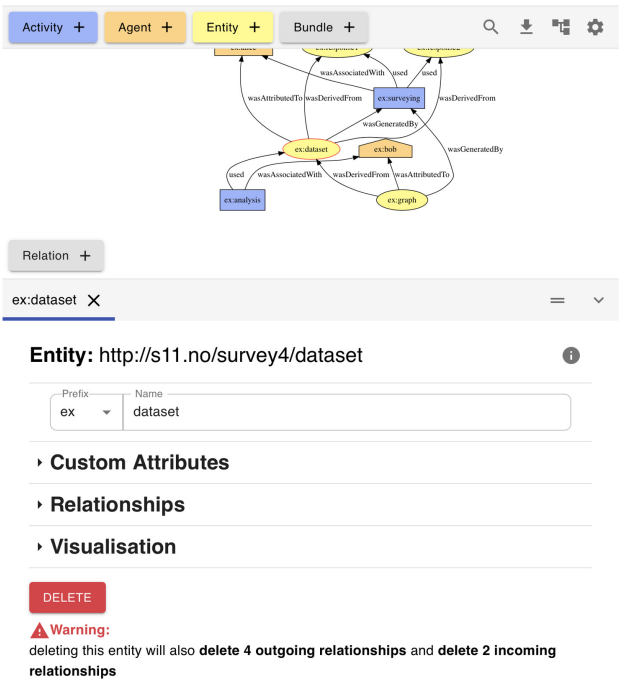 Activity +
Agent +
Entity +
Bundle +
wasAssociatedWith
used
used
wasAttributedTo
wasDerivedFrom
ex:surveying
wasDerivedFrom
wasGeneratedBy
ex:dataset
ex:bob
wasGeneratedBy
used
wasAssociatedWith
wasDerivedFrom
wasAttributedTo
ex:analysis
ex:graph
Relation +
ex:dataset
Entity: http://s11.no/survey4/dataset
Prefix
Name
ex
dataset
Custom Attributes
Relationships
Visualisation
DELETE
Warning:
deleting this entity will also delete 4 outgoing relationships and delete 2 incoming
relationships